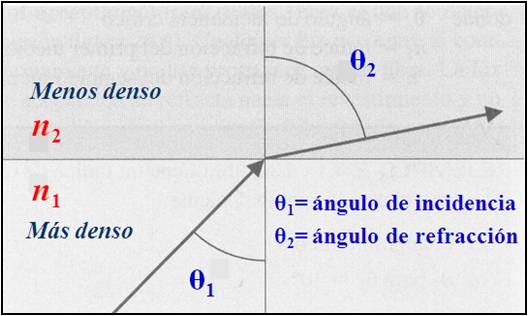 θ₂
Menos denso
n₂
n₁
Más denso
θ₁= ángulo de incidencia
θ₂= ángulo de refracción
θ₁